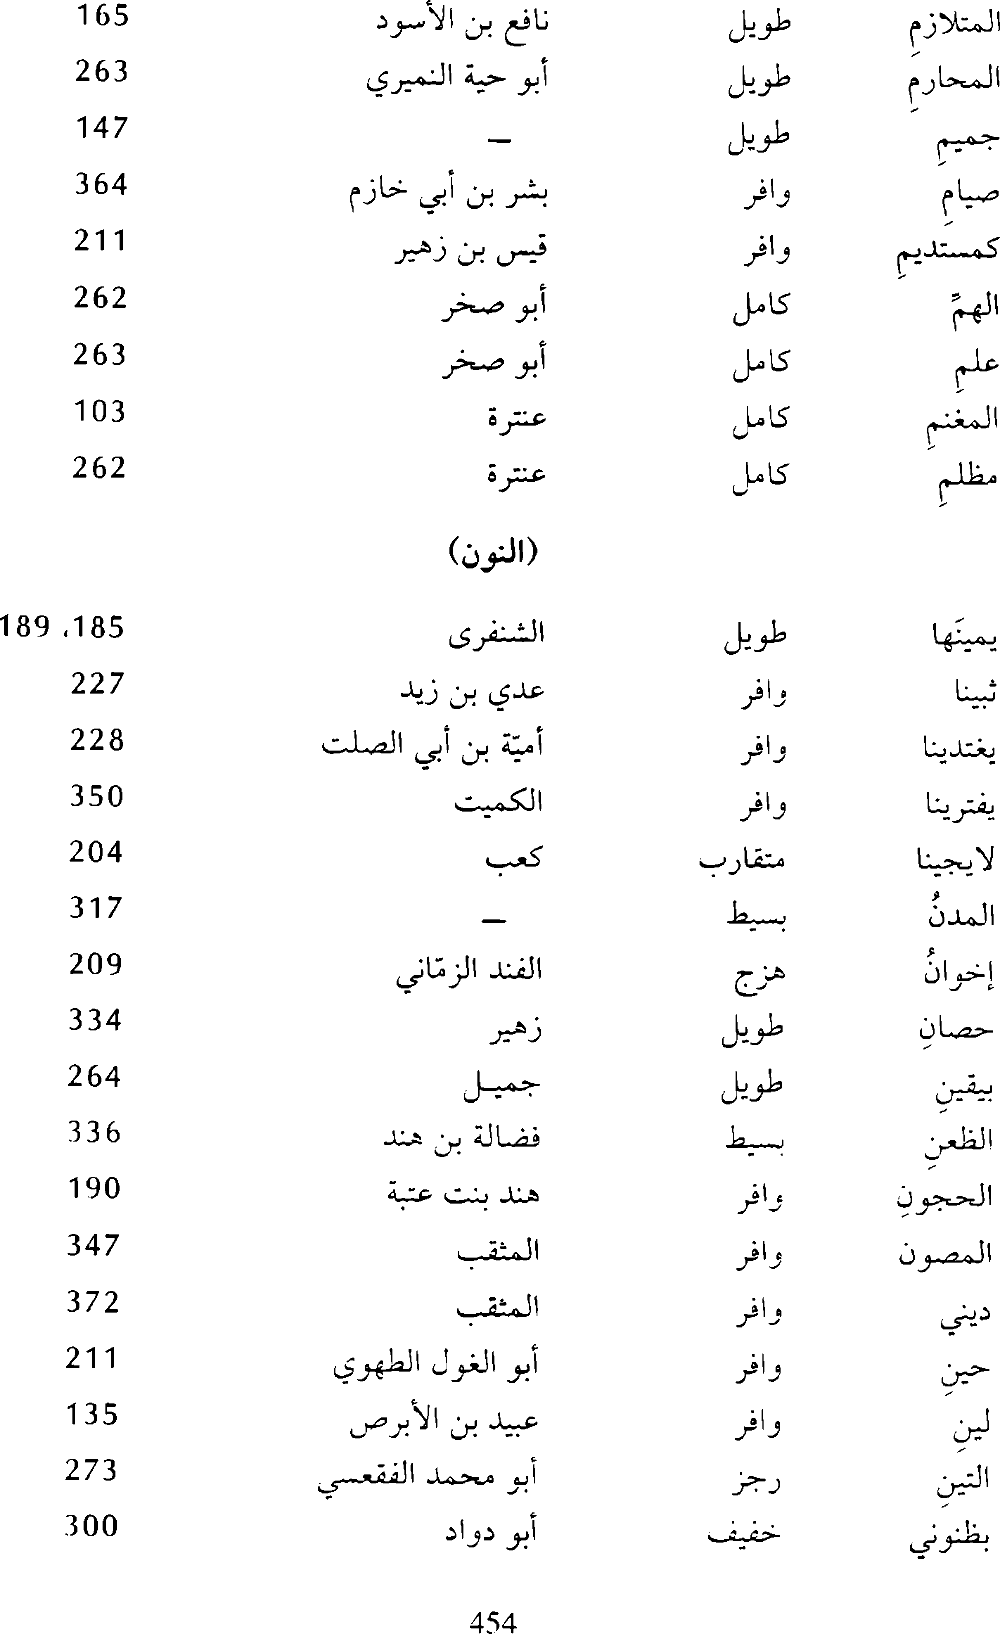 المتلازمِ طويل نافع بن الأسود 165
المحارمِ طويل أبو حية النميري 263
جميمِ طويل – 147
صيامِ وافر بشر بن أبي خازم 364
كمستديمِ وافر قيس بن زهير 211
الهمِّ كامل أبو صخر 262
علمِ كامل أبو صخر 263
المغنمِ كامل عنترة 103
مظلمِ كامل عنترة 262
(النون)
يمينَها طويل الشنفرى 185، 189
ثبينا وافر عدي بن زيد 227
يغتدينا وافر أميّة بن أبي الصلت 228
يفترينا وافر الكميت 350
لايجينا متقارب كعب 204
المدنُ بسيط – 317
إخوانُ هزج الفند الزمّاني 209
حصانِ طويل زهير 334
بيقينِ طويل جميل 264
الظعنِ بسيط فضالة بن هند 336
الحجونِ وافر هند بنت عتبة 190
المصون وافر المثقب 347
ديني وافر المثقب 372
حينِ وافر أبو الغول الطهوي 211
لينِ وافر عبيد بن الأبرص 135
التينِ رجز أبو محمد الفقعسي 273
بظنوني خفيف أبو دواد 300
454